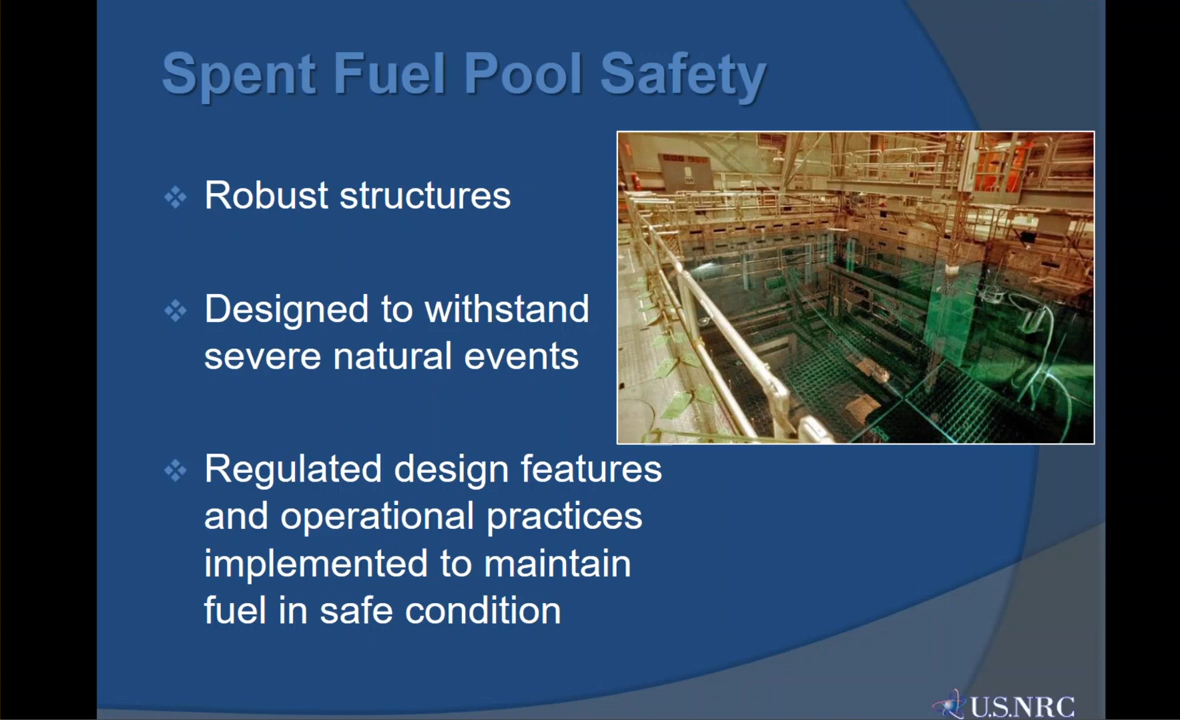 Spent Fuel Pool Safety
Robust structures
Designed to withstand
severe natural events
Regulated design features
and operational practices
implemented to maintain
fuel in safe condition
U.S.NRC